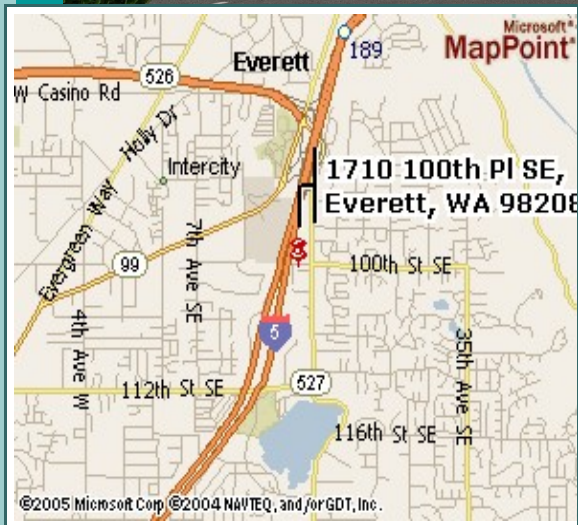 Microsoft®
MapPoint®
Everett
189
526
W Casino Rd
Holly Dr
Intercity
1710 100th Pl SE,
Everett, WA 98208
Evergreen Way
99
7th Ave SE
100th St SE
5
4th Ave W
35th Ave SE
112th St SE
527
116th St SE
©2005 Microsoft Corp ©2004 NAVTEQ, and/or GDT, Inc.